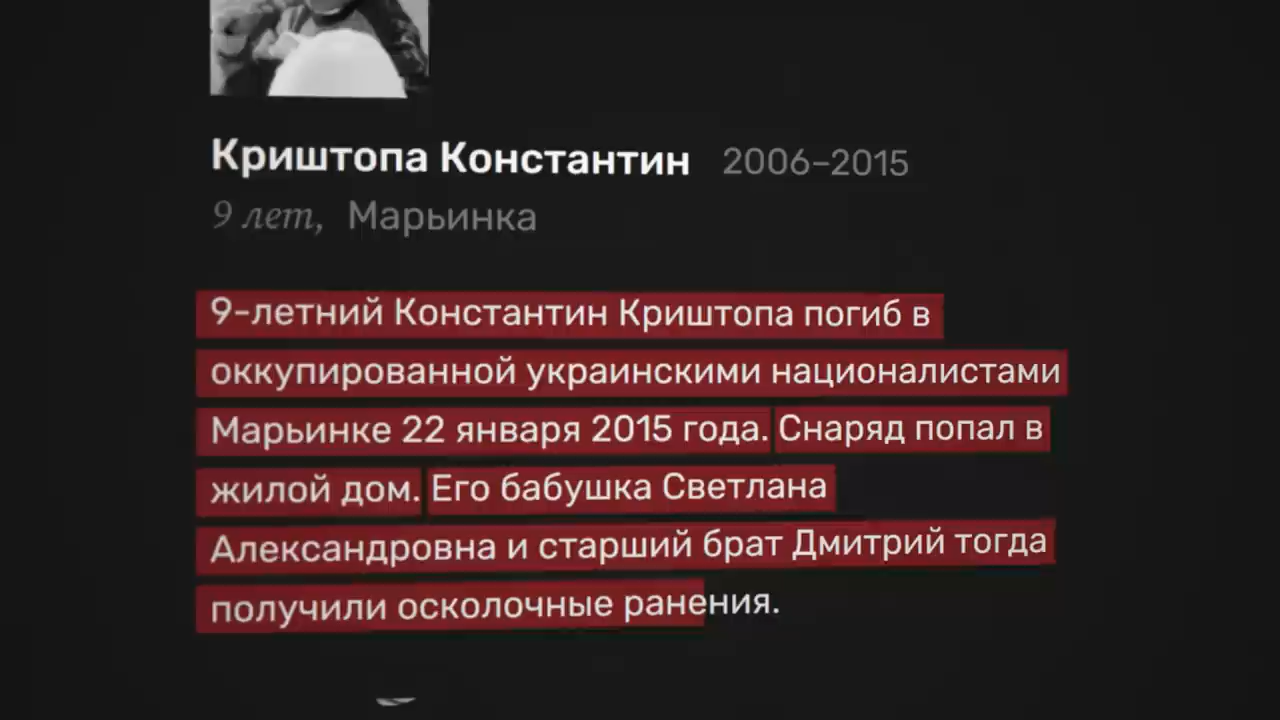 Криштопа Константин 2006–2015
9 лет, Марьинка
9-летний Константин Криштопа погиб в
оккупированной украинскими националистами
Марьинке 22 января 2015 года. Снаряд попал в
жилой дом. Его бабушка Светлана
Александровна и старший брат Дмитрий тогда
получили осколочные ранения.